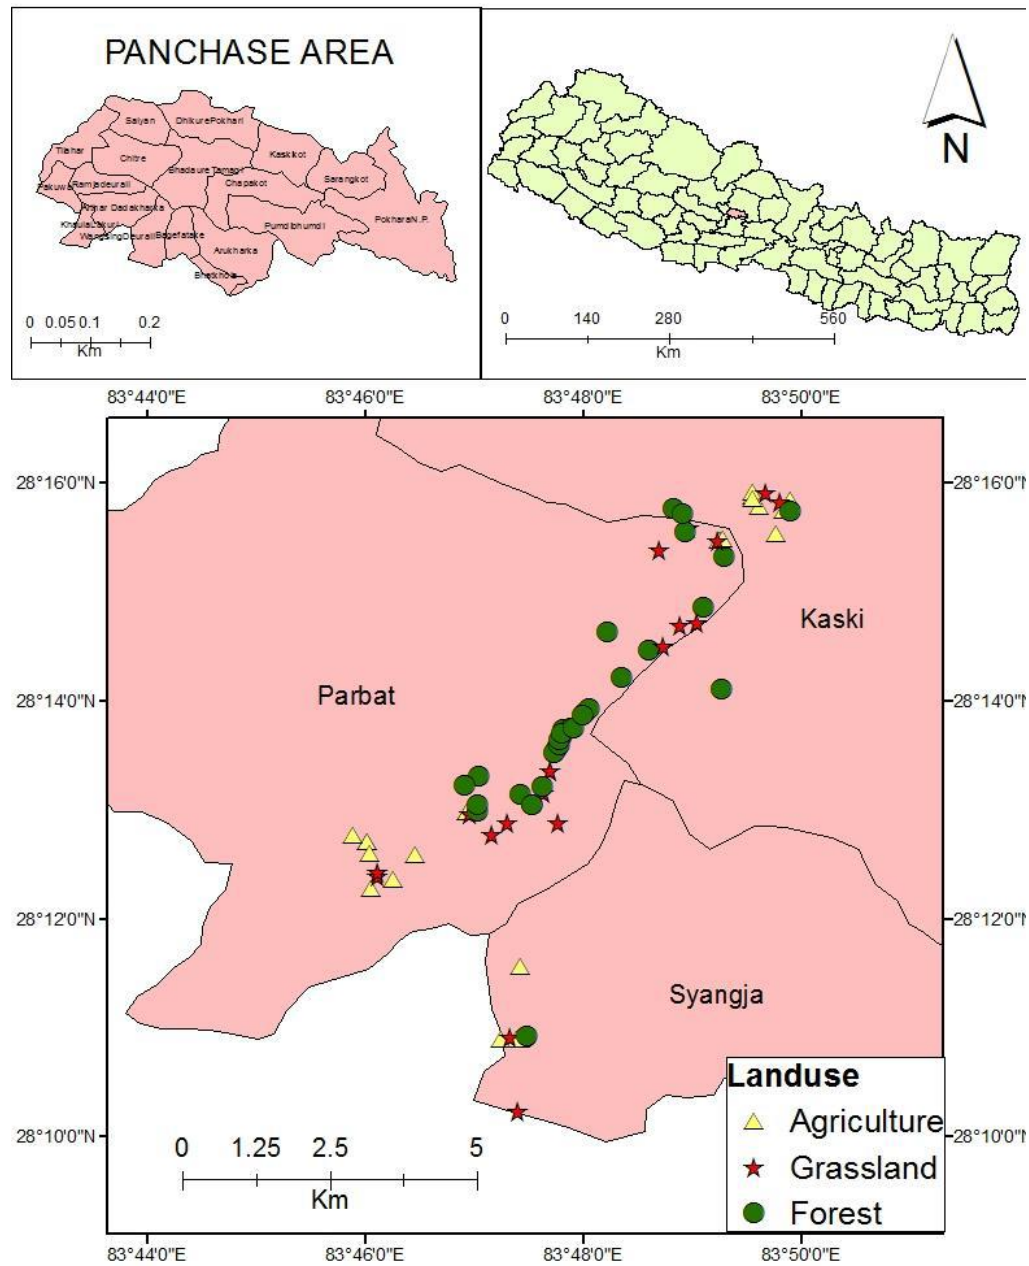 PANCHASE AREA
Salyan
DhikurePokhari
Tilahar
Chitre
Kaskikot
Bhadaure Tamagi
Sarangkot
Pakuwa
Ramjadeurali
Chapakot
Arthar Dadakharka
PokharaN.P.
Pumdibhumdi
WangsingDeurali
Bagefatake
Arukharka
Bhatkhola
0 0.05 0.1 0.2
Km
N
0 140 280 560
Km
83°44'0"E 83°46'0"E 83°48'0"E 83°50'0"E
28°16'0"N 28°16'0"N
Kaski
Parbat
28°14'0"N 28°14'0"N
28°12'0"N 28°12'0"N
Syangja
Landuse
Agriculture
Grassland
Forest
28°10'0"N 28°10'0"N
0 1.25 2.5 5
Km
83°44'0"E 83°46'0"E 83°48'0"E 83°50'0"E